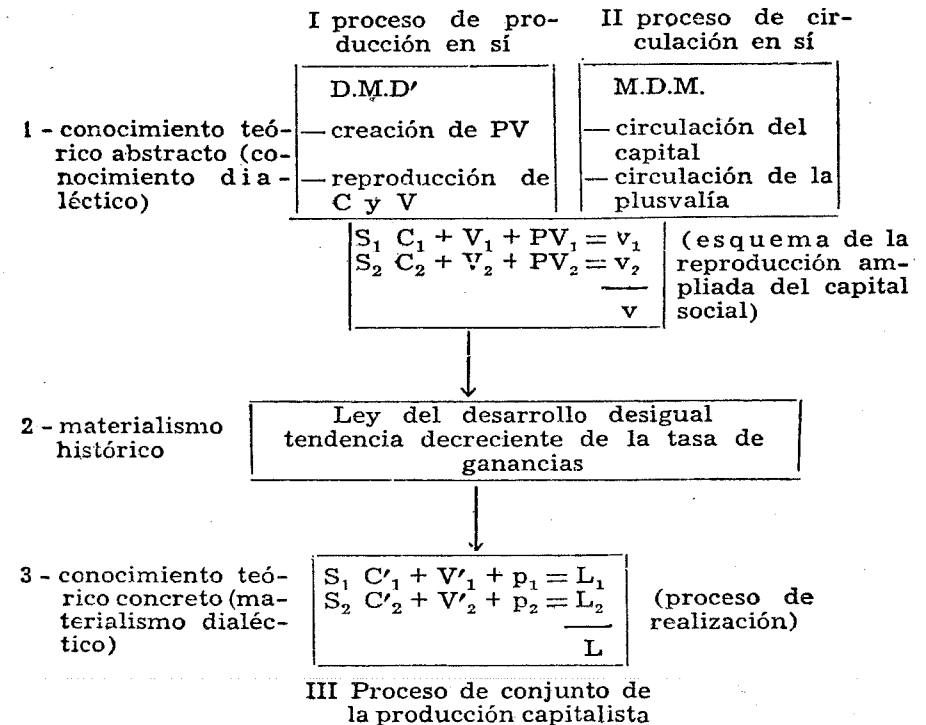 I proceso de pro-
ducción en sí
II proceso de cir-
culación en sí
D.M.D′
M.D.M.
1 - conocimiento teó-
rico abstracto (co-
nocimiento dia-
léctico)
— creación de PV
— reproducción de
C y V
— circulación del
capital
— circulación de la
plusvalía
S₁ C₁ + V₁ + PV₁ = v₁
S₂ C₂ + V₂ + PV₂ = v₂
v
(esquema de la
reproducción am-
pliada del capital
social)
2 - materialismo
histórico
Ley del desarrollo desigual
tendencia decreciente de la tasa de
ganancias
3 - conocimiento teó-
rico concreto (ma-
terialismo dialéc-
tico)
S₁ C′₁ + V′₁ + p₁ = L₁
S₂ C′₂ + V′₂ + p₂ = L₂
L
(proceso de
realización)
III Proceso de conjunto de
la producción capitalista